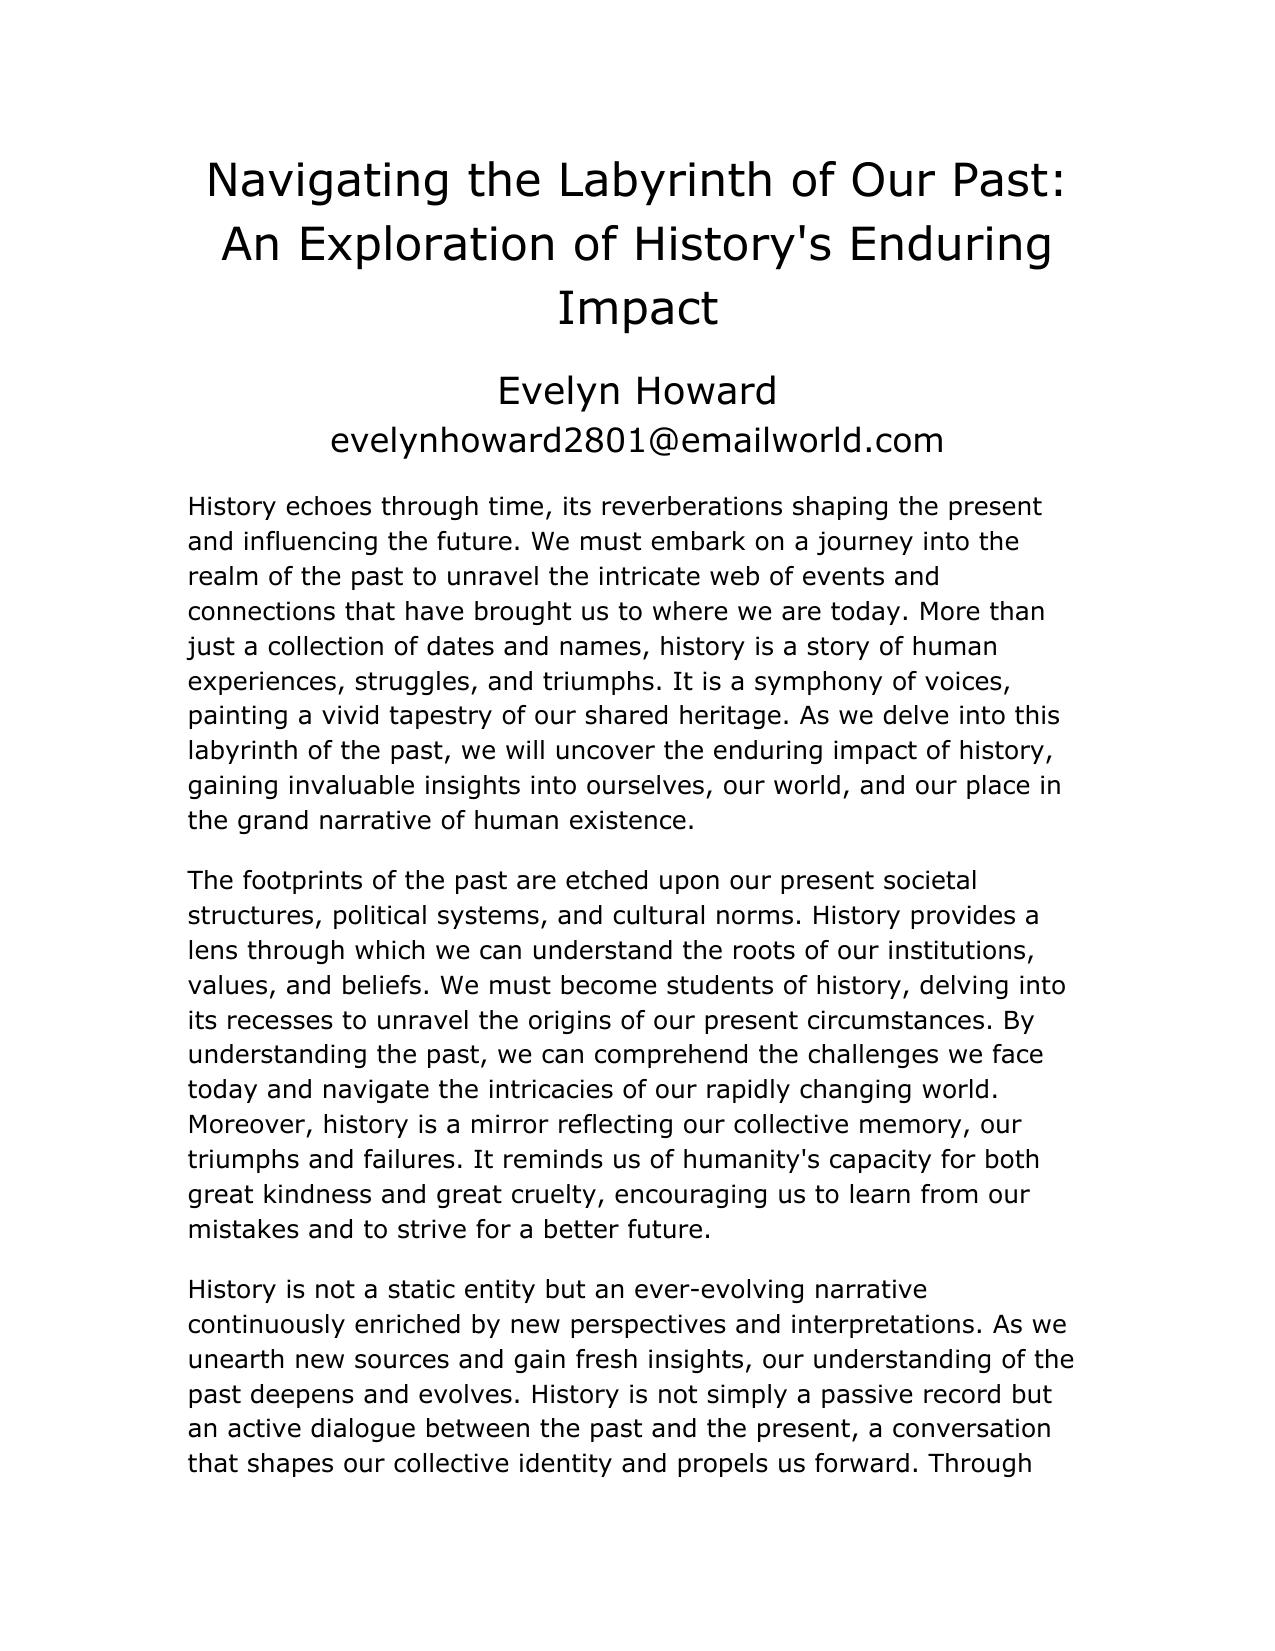 Navigating the Labyrinth of Our Past:
An Exploration of History's Enduring
Impact
Evelyn Howard
evelynhoward2801@emailworld.com
History echoes through time, its reverberations shaping the present
and influencing the future. We must embark on a journey into the
realm of the past to unravel the intricate web of events and
connections that have brought us to where we are today. More than
just a collection of dates and names, history is a story of human
experiences, struggles, and triumphs. It is a symphony of voices,
painting a vivid tapestry of our shared heritage. As we delve into this
labyrinth of the past, we will uncover the enduring impact of history,
gaining invaluable insights into ourselves, our world, and our place in
the grand narrative of human existence.
The footprints of the past are etched upon our present societal
structures, political systems, and cultural norms. History provides a
lens through which we can understand the roots of our institutions,
values, and beliefs. We must become students of history, delving into
its recesses to unravel the origins of our present circumstances. By
understanding the past, we can comprehend the challenges we face
today and navigate the intricacies of our rapidly changing world.
Moreover, history is a mirror reflecting our collective memory, our
triumphs and failures. It reminds us of humanity's capacity for both
great kindness and great cruelty, encouraging us to learn from our
mistakes and to strive for a better future.
History is not a static entity but an ever-evolving narrative
continuously enriched by new perspectives and interpretations. As we
unearth new sources and gain fresh insights, our understanding of the
past deepens and evolves. History is not simply a passive record but
an active dialogue between the past and the present, a conversation
that shapes our collective identity and propels us forward. Through